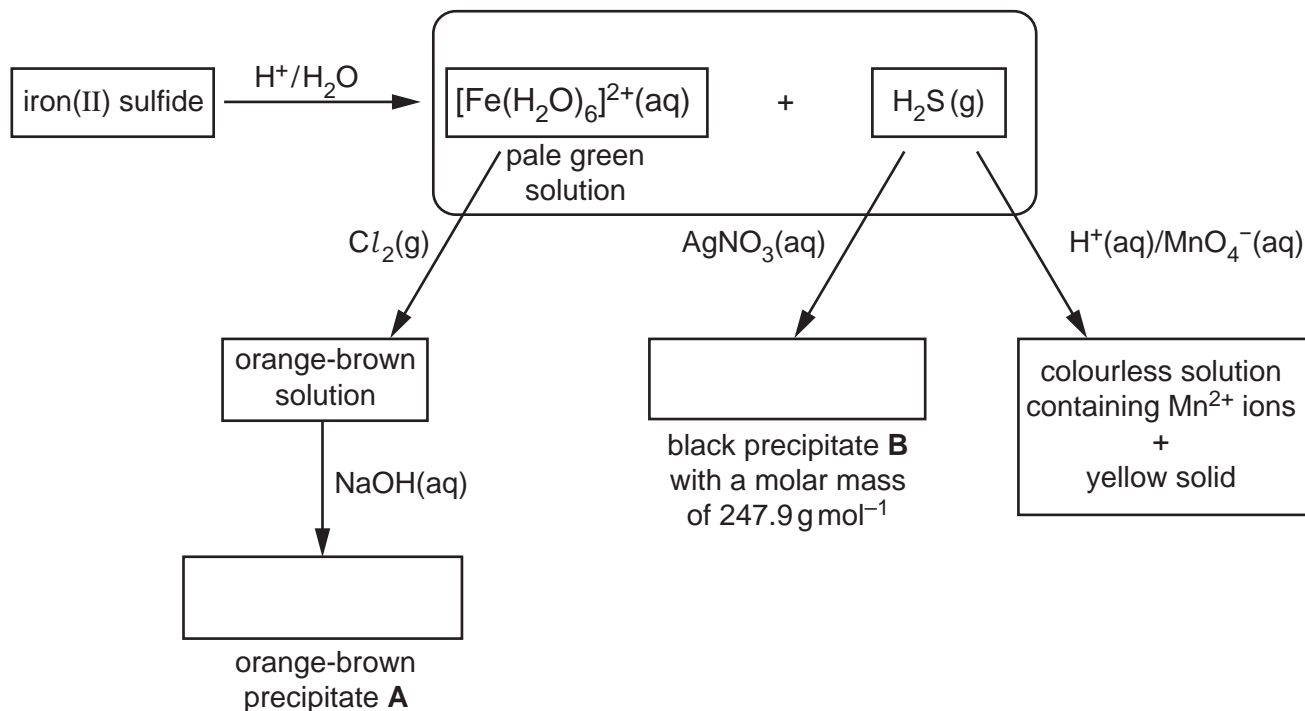 iron(II) sulfide
H⁺/H₂O
[Fe(H₂O)₆]²⁺(aq)
+
H₂S(g)
pale green
solution
Cl₂(g)
AgNO₃(aq)
H⁺(aq)/MnO₄⁻(aq)
orange-brown
solution
colourless solution
containing Mn²⁺ ions
+
yellow solid
black precipitate B
with a molar mass
of 247.9 g mol⁻¹
NaOH(aq)
orange-brown
precipitate A